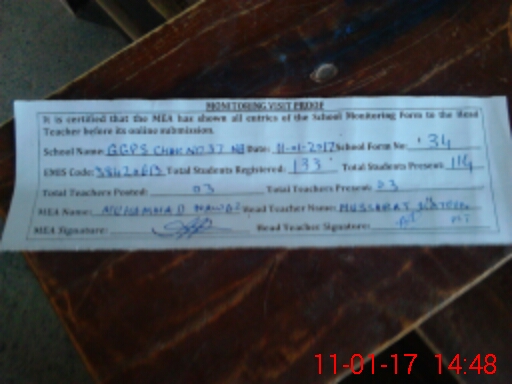 MONITORING VISIT PROOF
It is certified that the MEA has shown all entries of the School Monitoring Form to the Head
Teacher before its online submission.
School Name: GGPS CHAK NO 37 NB Date: 11-01-2017 School Form No: 34
EMIS Code: Total Students Registered: 133 Total Students Present: 114
Total Teachers Posted: 03 Total Teachers Present: 03
MEA Name: MUHAMMAD Head Teacher Name: MUSSARAT
MEA Signature: Head Teacher Signature:
11-01-17 14:48